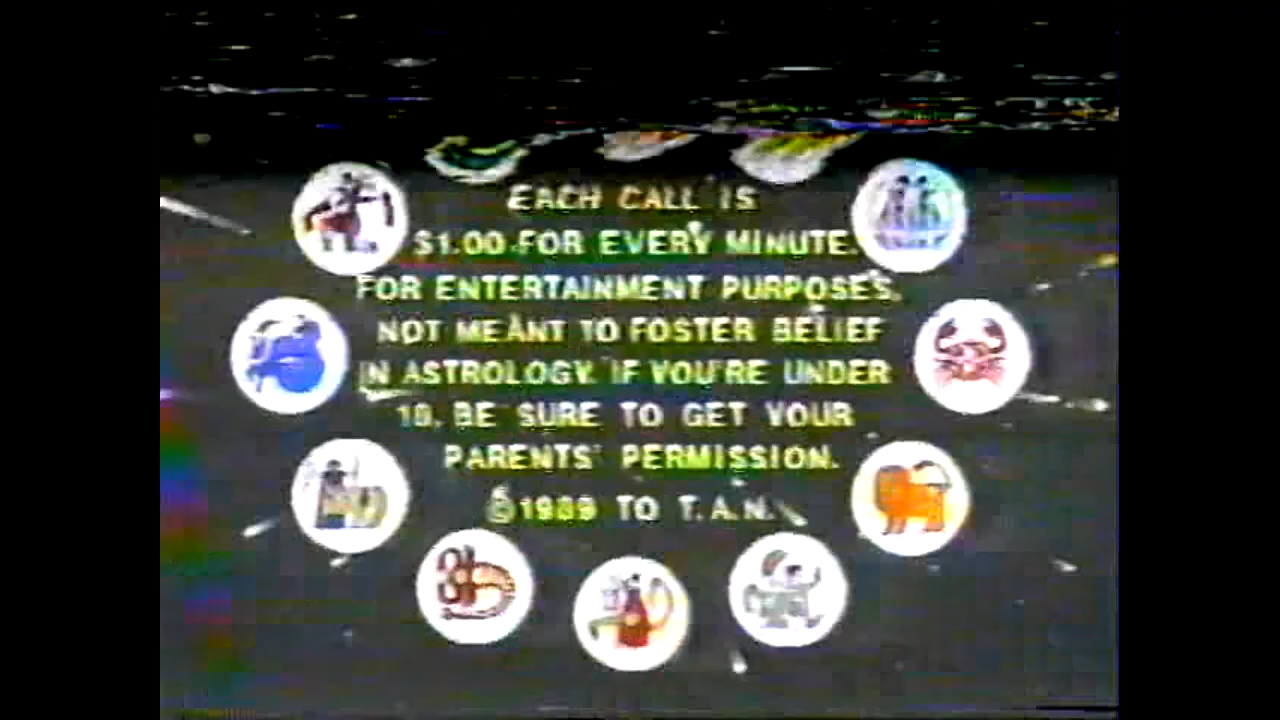 EACH CALL IS
$1.00 FOR EVERY MINUTE.
FOR ENTERTAINMENT PURPOSES.
NOT MEANT TO FOSTER BELIEF
IN ASTROLOGY. IF YOU'RE UNDER
18, BE SURE TO GET YOUR
PARENTS' PERMISSION.
©1989 TO T.A.N.